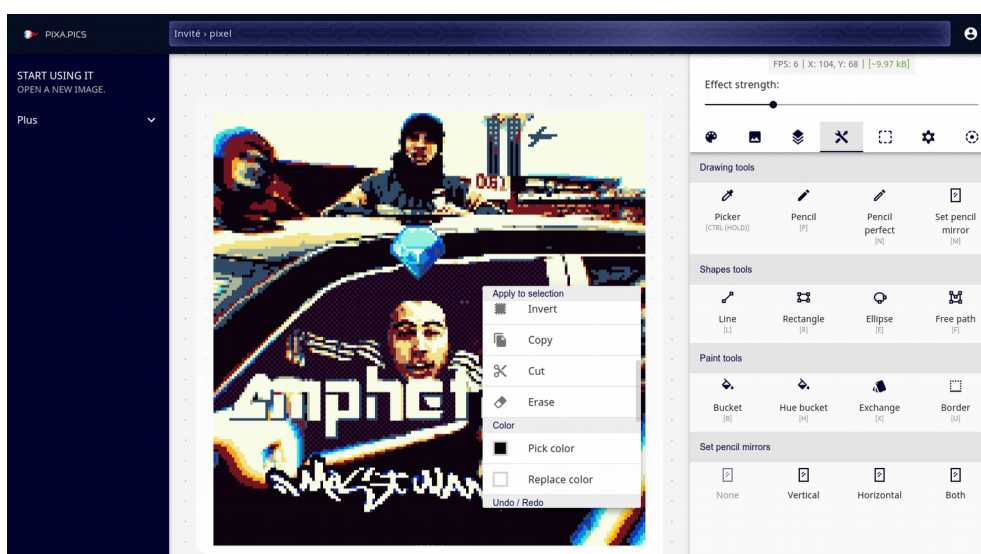 PIXA.PICS
Invité › pixel
START USING IT
OPEN A NEW IMAGE.
Plus
FPS: 6 | X: 104, Y: 68 | [~9.97 kB]
Effect strength:
Drawing tools
Picker
[CTRL (HOLD)]
Pencil
[P]
Pencil
perfect
[N]
Set pencil
mirror
[M]
Shapes tools
Line
[L]
Rectangle
[R]
Ellipse
[E]
Free path
[F]
Paint tools
Bucket
[B]
Hue bucket
[H]
Exchange
[X]
Border
[U]
Set pencil mirrors
None
Vertical
Horizontal
Both
Apply to selection
Invert
Copy
Cut
Erase
Color
Pick color
Replace color
Undo / Redo